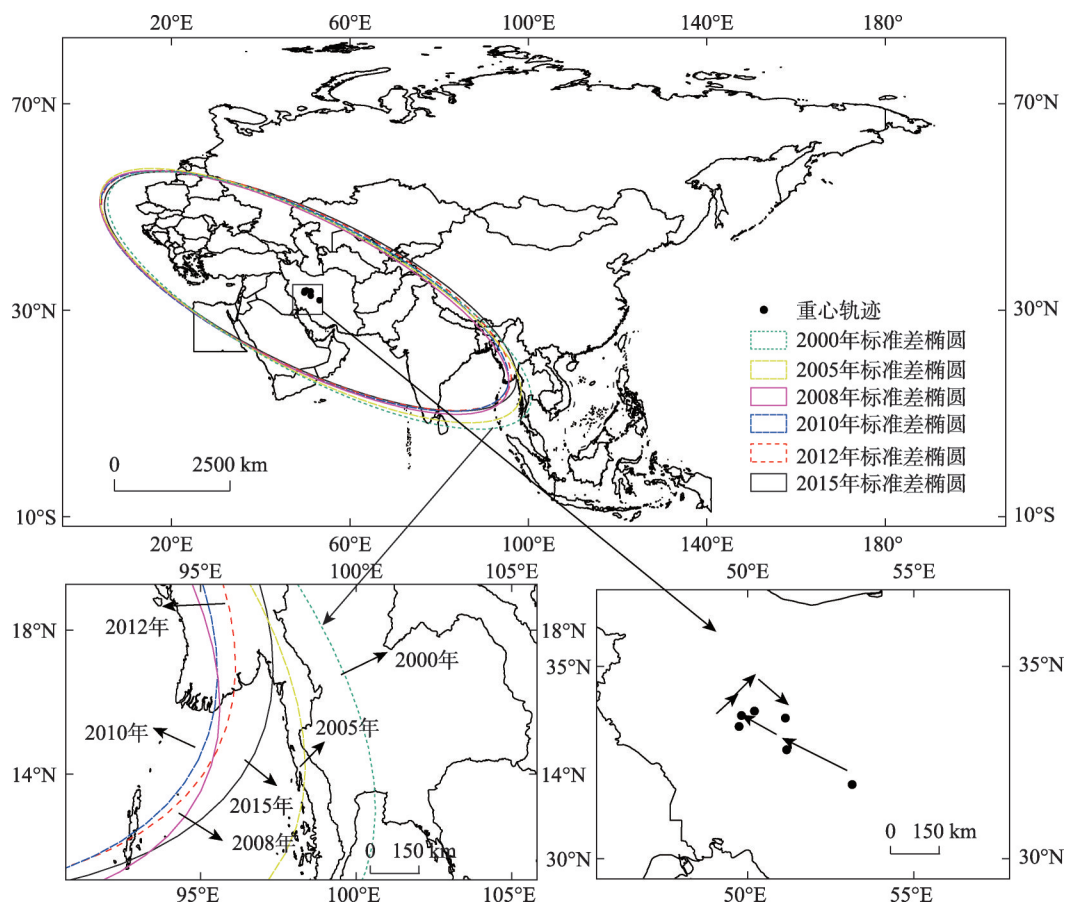 20°E 60°E 100°E 140°E 180°
70°N 70°N
30°N 30°N
重心轨迹
2000年标准差椭圆
2005年标准差椭圆
2008年标准差椭圆
2010年标准差椭圆
2012年标准差椭圆
2015年标准差椭圆
0 2500 km
10°S 10°S
20°E 60°E 100°E 140°E 180°
95°E 100°E 105°E
18°N 18°N
2012年
2000年
2010年
2005年
14°N 14°N
2015年
2008年
0 150 km
95°E 100°E 105°E
50°E 55°E
35°N 35°N
0 150 km
30°N 30°N
50°E 55°E